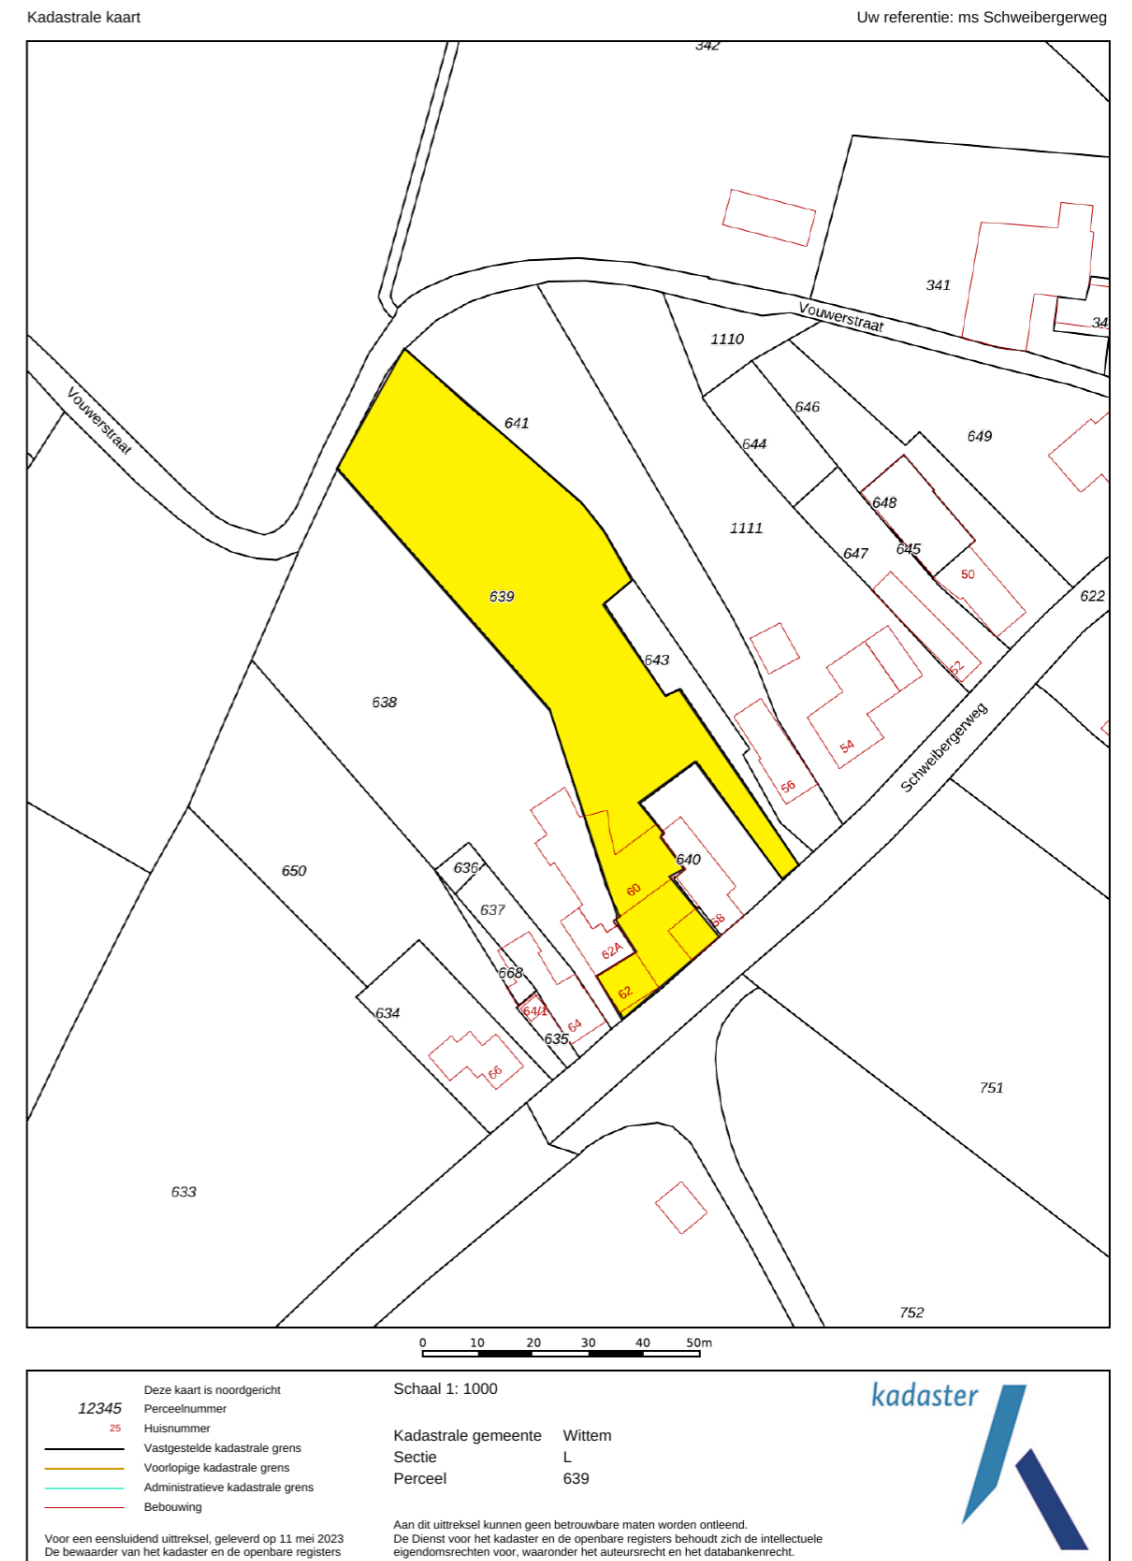 Kadastrale kaart
Uw referentie: ms Schweibergerweg
342
341
34
Vouwerstraat
1110
646
641
649
644
Vouwerstraat
648
1111
647
645
50
639
622
643
52
638
Schweibergerweg
54
56
640
636
650
60
637
58
62A
668
62
634
64/1
64
635
66
751
633
752
0 10 20 30 40 50m
Deze kaart is noordgericht
12345 Perceelnummer
25 Huisnummer
Vastgestelde kadastrale grens
Voorlopige kadastrale grens
Administratieve kadastrale grens
Bebouwing
Voor een eensluidend uittreksel, geleverd op 11 mei 2023
De bewaarder van het kadaster en de openbare registers
Schaal 1: 1000
Kadastrale gemeente Wittem
Sectie L
Perceel 639
Aan dit uittreksel kunnen geen betrouwbare maten worden ontleend.
De Dienst voor het kadaster en de openbare registers behoudt zich de intellectuele
eigendomsrechten voor, waaronder het auteursrecht en het databankenrecht.
kadaster